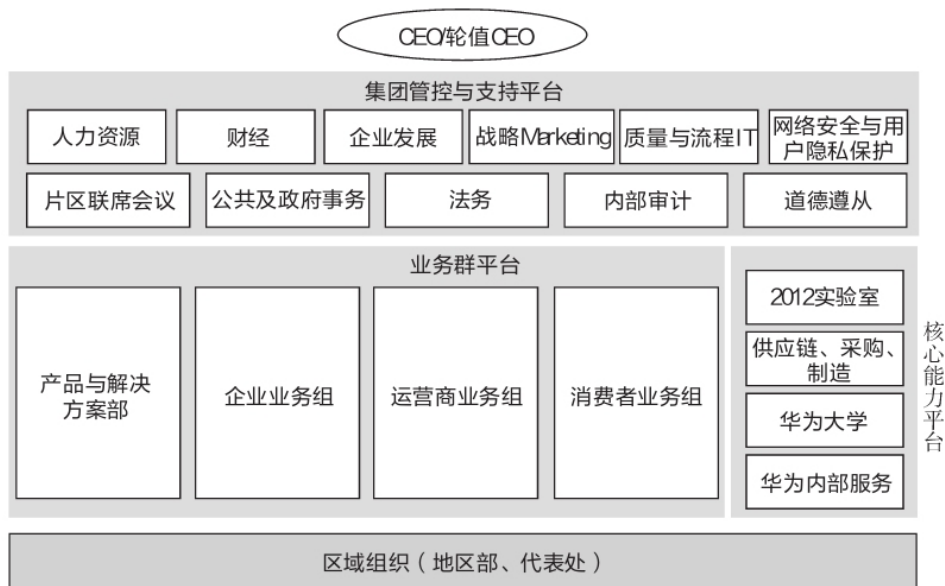 CEO/轮值CEO
集团管控与支持平台
人力资源
财经
企业发展
战略Marketing
质量与流程IT
网络安全与用
户隐私保护
片区联席会议
公共及政府事务
法务
内部审计
道德遵从
业务群平台
产品与解决
方案部
企业业务组
运营商业务组
消费者业务组
2012实验室
供应链、采购、
制造
华为大学
华为内部服务
核心能力平台
区域组织（地区部、代表处）